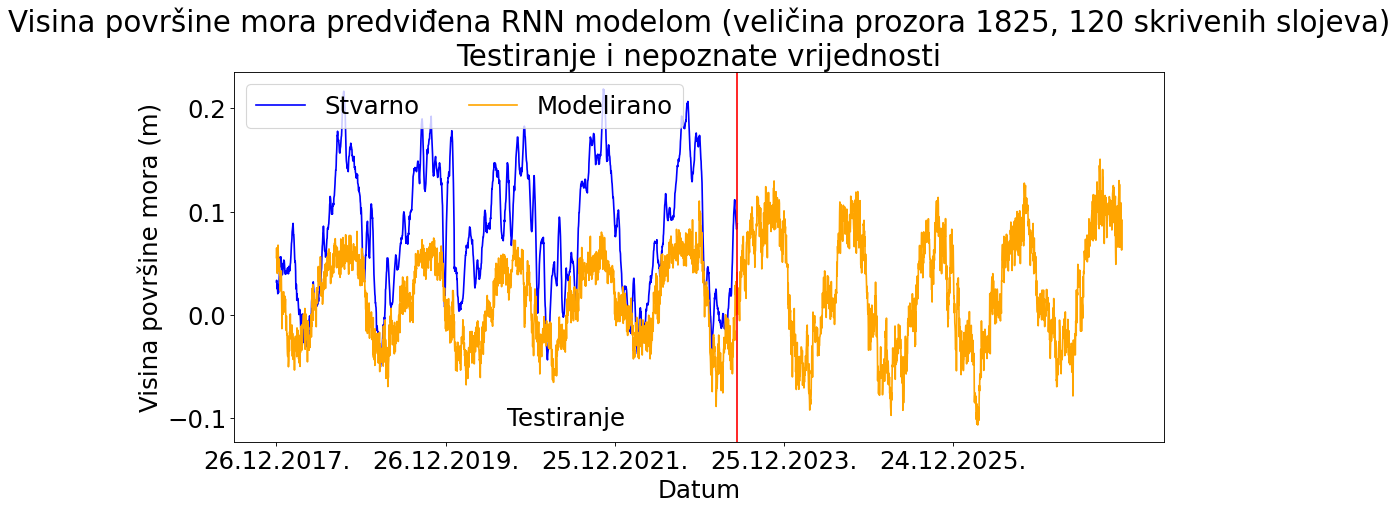 Visina površine mora predviđena RNN modelom (veličina prozora 1825, 120 skrivenih slojeva)
Testiranje i nepoznate vrijednosti
Stvarno Modelirano
Visina površine mora (m)
0.2
0.1
0.0
−0.1
Testiranje
26.12.2017. 26.12.2019. 25.12.2021. 25.12.2023. 24.12.2025.
Datum